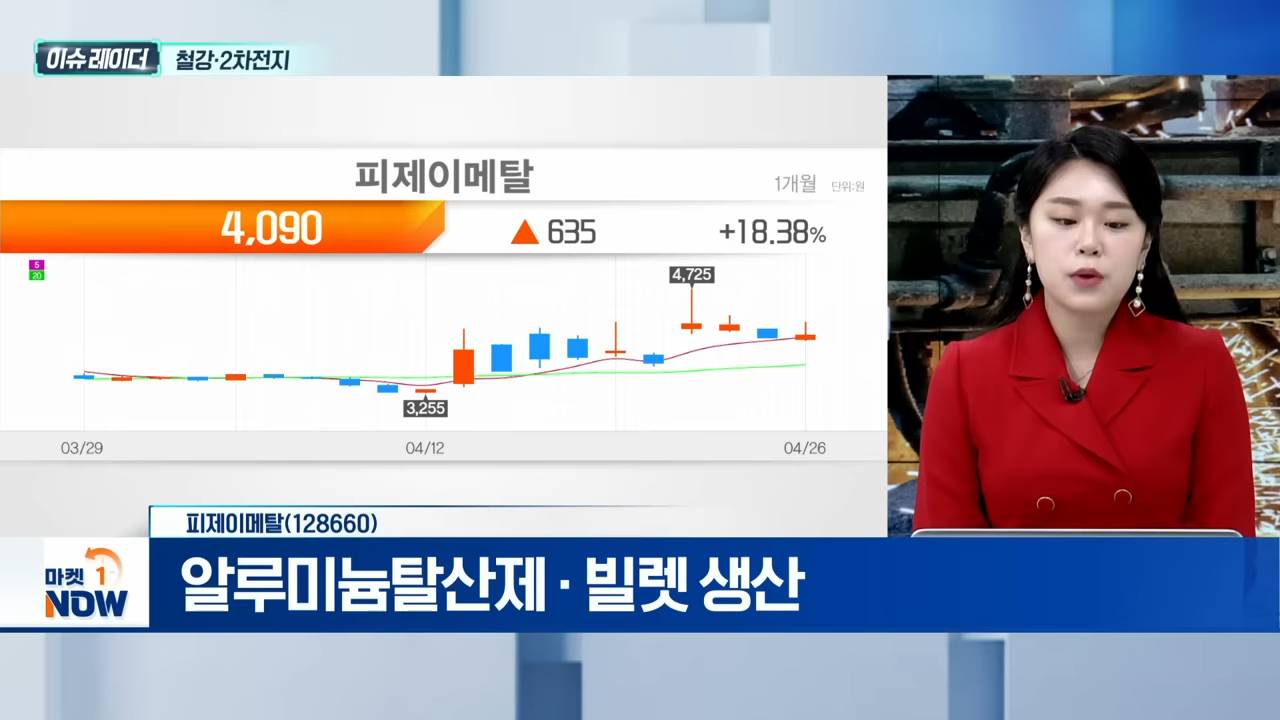 이슈레이더 철강·2차전지
피제이메탈
1개월 단위:원
4,090 ▲ 635 +18.38%
5
20
4,725
3,255
03/29 04/12 04/26
피제이메탈(128660)
마켓 1
NOW
알루미늄탈산제·빌렛 생산